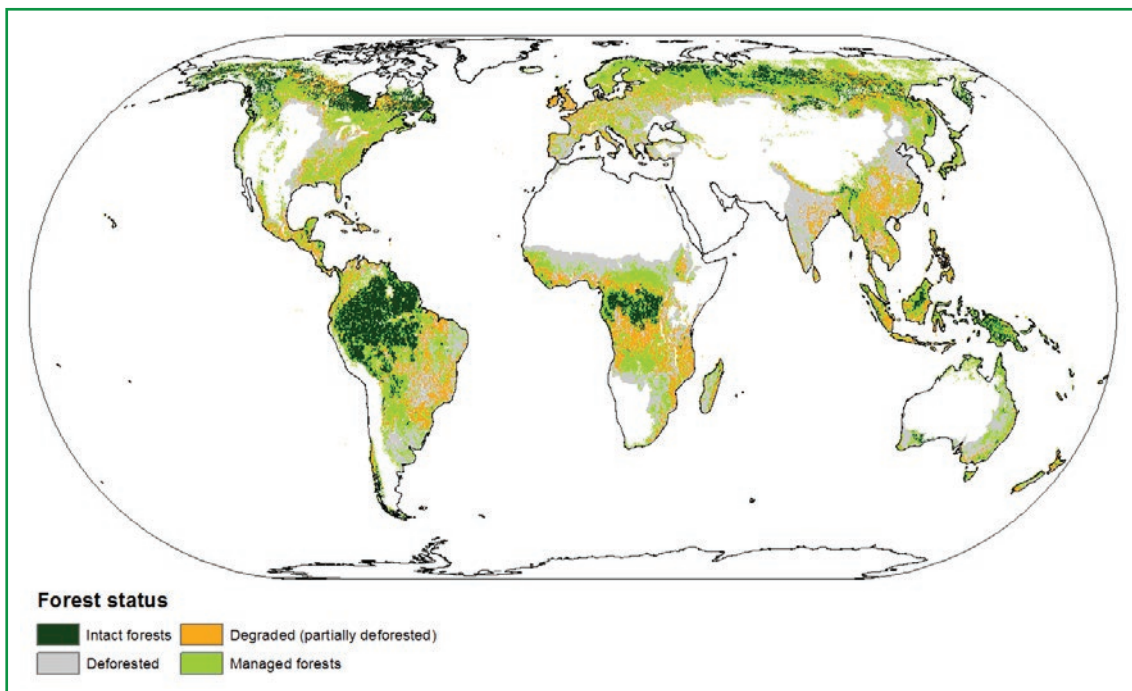 Forest status
Intact forests Degraded (partially deforested)
Deforested Managed forests